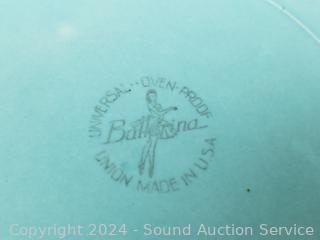 UNIVERSAL - OVEN-PROOF
Ballerina
UNION MADE IN U.S.A
Copyright 2024 - Sound Auction Service